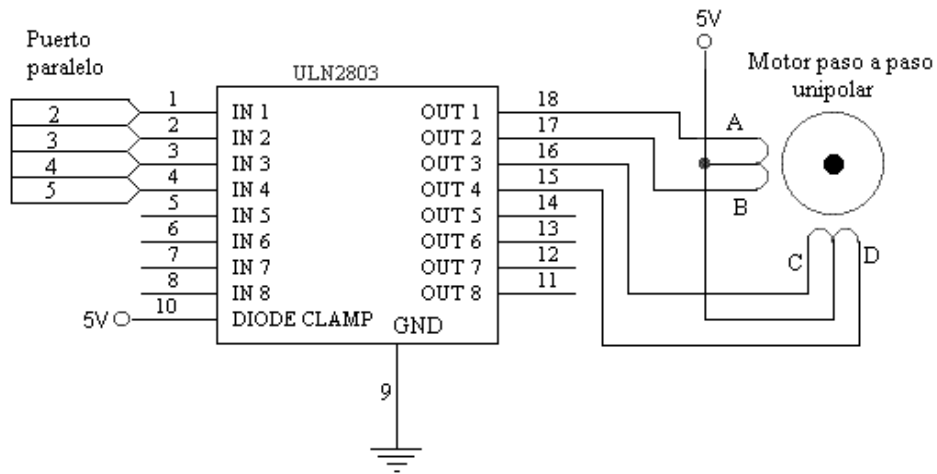 Puerto
paralelo
ULN2803
5V
Motor paso a paso
unipolar
2
3
4
5
1
2
3
4
5
6
7
8
10
IN 1
IN 2
IN 3
IN 4
IN 5
IN 6
IN 7
IN 8
5V
DIODE CLAMP
GND
OUT 1
OUT 2
OUT 3
OUT 4
OUT 5
OUT 6
OUT 7
OUT 8
18
17
16
15
14
13
12
11
A
B
C
D
9